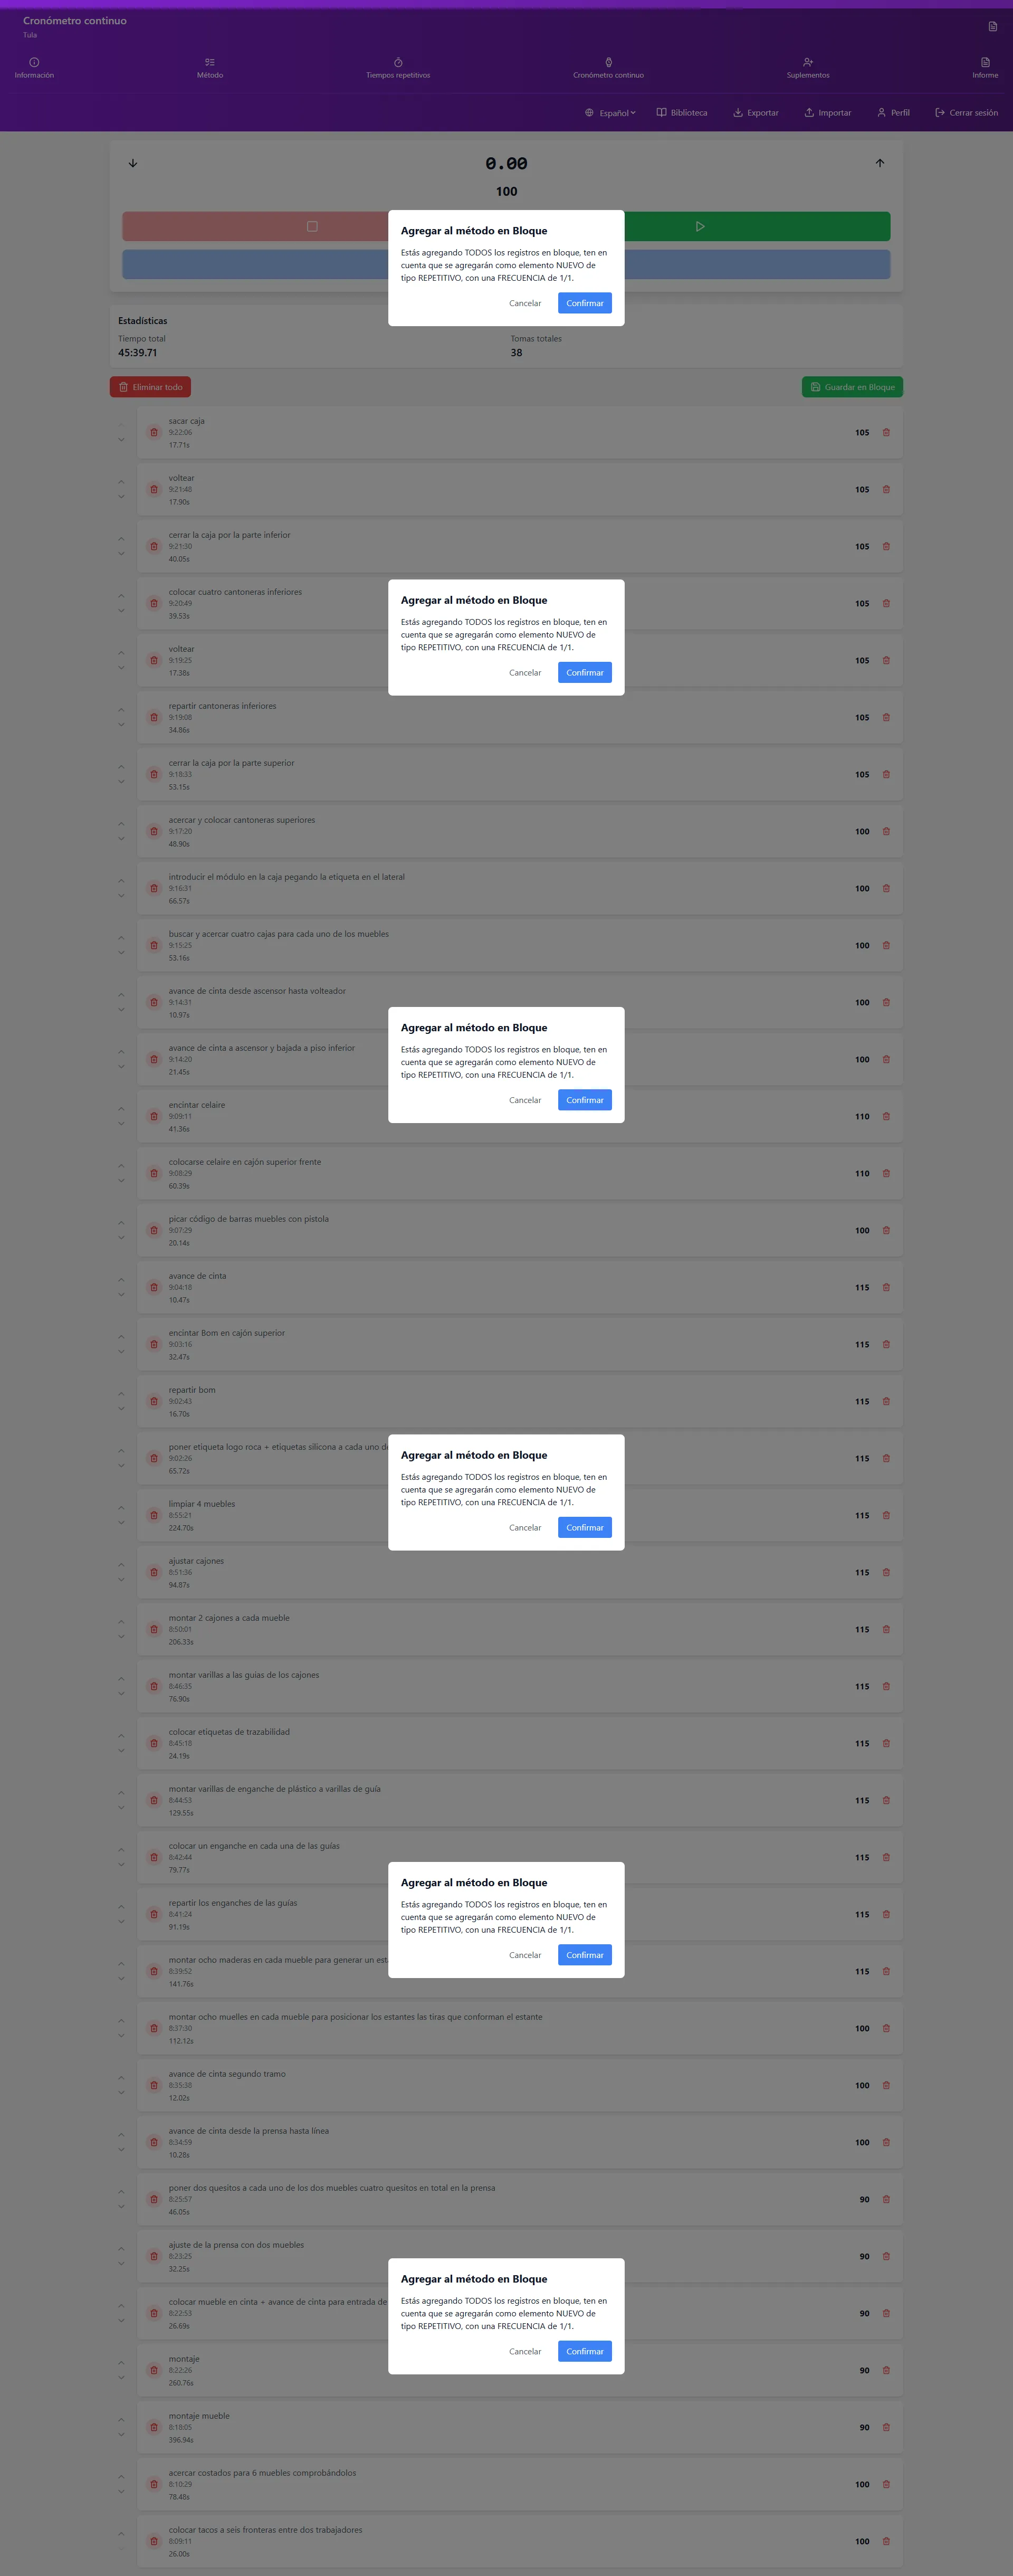 Cronómetro continuo
Tula
Información
Método
Tiempos repetitivos
Cronómetro continuo
Suplementos
Informe
Español
Biblioteca
Exportar
Importar
Perfil
Cerrar sesión
0.00
100
Agregar al método en Bloque
Estás agregando TODOS los registros en bloque, ten en
cuenta que se agregarán como elemento NUEVO de
tipo REPETITIVO, con una FRECUENCIA de 1/1.
Cancelar
Confirmar
Estadísticas
Tiempo total
45:39.71
Tomas totales
38
Eliminar todo
Guardar en Bloque
sacar caja
9:22:06
17.71s
105
voltear
9:21:48
17.90s
105
cerrar la caja por la parte inferior
9:21:30
40.05s
105
colocar cuatro cantoneras inferiores
9:20:49
39.53s
105
Agregar al método en Bloque
Estás agregando TODOS los registros en bloque, ten en
cuenta que se agregarán como elemento NUEVO de
tipo REPETITIVO, con una FRECUENCIA de 1/1.
Cancelar
Confirmar
voltear
9:19:25
17.38s
105
repartir cantoneras inferiores
9:19:08
34.86s
105
cerrar la caja por la parte superior
9:18:33
53.15s
105
acercar y colocar cantoneras superiores
9:17:20
48.90s
100
introducir el módulo en la caja pegando la etiqueta en el lateral
9:16:31
66.57s
100
buscar y acercar cuatro cajas para cada uno de los muebles
9:15:25
53.16s
100
avance de cinta desde ascensor hasta volteador
9:14:31
10.97s
100
Agregar al método en Bloque
Estás agregando TODOS los registros en bloque, ten en
cuenta que se agregarán como elemento NUEVO de
tipo REPETITIVO, con una FRECUENCIA de 1/1.
Cancelar
Confirmar
avance de cinta a ascensor y bajada a piso inferior
9:14:20
21.45s
100
encintar celaire
9:09:11
41.36s
110
colocarse celaire en cajón superior frente
9:08:29
60.39s
110
picar código de barras muebles con pistola
9:07:29
20.14s
100
avance de cinta
9:04:18
10.47s
115
encintar Bom en cajón superior
9:03:16
32.47s
115
repartir bom
9:02:43
16.70s
115
poner etiqueta logo roca + etiquetas silicona a cada uno de
9:02:26
65.72s
115
Agregar al método en Bloque
Estás agregando TODOS los registros en bloque, ten en
cuenta que se agregarán como elemento NUEVO de
tipo REPETITIVO, con una FRECUENCIA de 1/1.
Cancelar
Confirmar
limpiar 4 muebles
8:55:21
224.70s
115
ajustar cajones
8:51:36
94.87s
115
montar 2 cajones a cada mueble
8:50:01
206.33s
115
montar varillas a las guias de los cajones
8:46:35
76.90s
115
colocar etiquetas de trazabilidad
8:45:18
24.19s
115
montar varillas de enganche de plástico a varillas de guía
8:44:53
129.55s
115
colocar un enganche en cada una de las guías
8:42:44
79.77s
115
Agregar al método en Bloque
Estás agregando TODOS los registros en bloque, ten en
cuenta que se agregarán como elemento NUEVO de
tipo REPETITIVO, con una FRECUENCIA de 1/1.
Cancelar
Confirmar
repartir los enganches de las guías
8:41:24
91.19s
115
montar ocho maderas en cada mueble para generar un
8:39:52
141.76s
115
montar ocho muelles en cada mueble para posicionar los estantes las tiras que conforman el estante
8:37:30
112.12s
100
avance de cinta segundo tramo
8:35:38
12.02s
100
avance de cinta desde la prensa hasta línea
8:34:59
10.28s
100
poner dos quesitos a cada uno de los dos muebles cuatro quesitos en total en la prensa
8:25:57
46.05s
90
ajuste de la prensa con dos muebles
8:23:25
32.25s
90
Agregar al método en Bloque
Estás agregando TODOS los registros en bloque, ten en
cuenta que se agregarán como elemento NUEVO de
tipo REPETITIVO, con una FRECUENCIA de 1/1.
Cancelar
Confirmar
colocar mueble en cinta + avance de cinta para entrada de
8:22:53
26.69s
90
montaje
8:22:26
260.76s
90
montaje mueble
8:18:05
396.94s
90
acercar costados para 6 muebles comprobándolos
8:10:29
78.48s
100
colocar tacos a seis fronteras entre dos trabajadores
8:09:11
26.00s
100